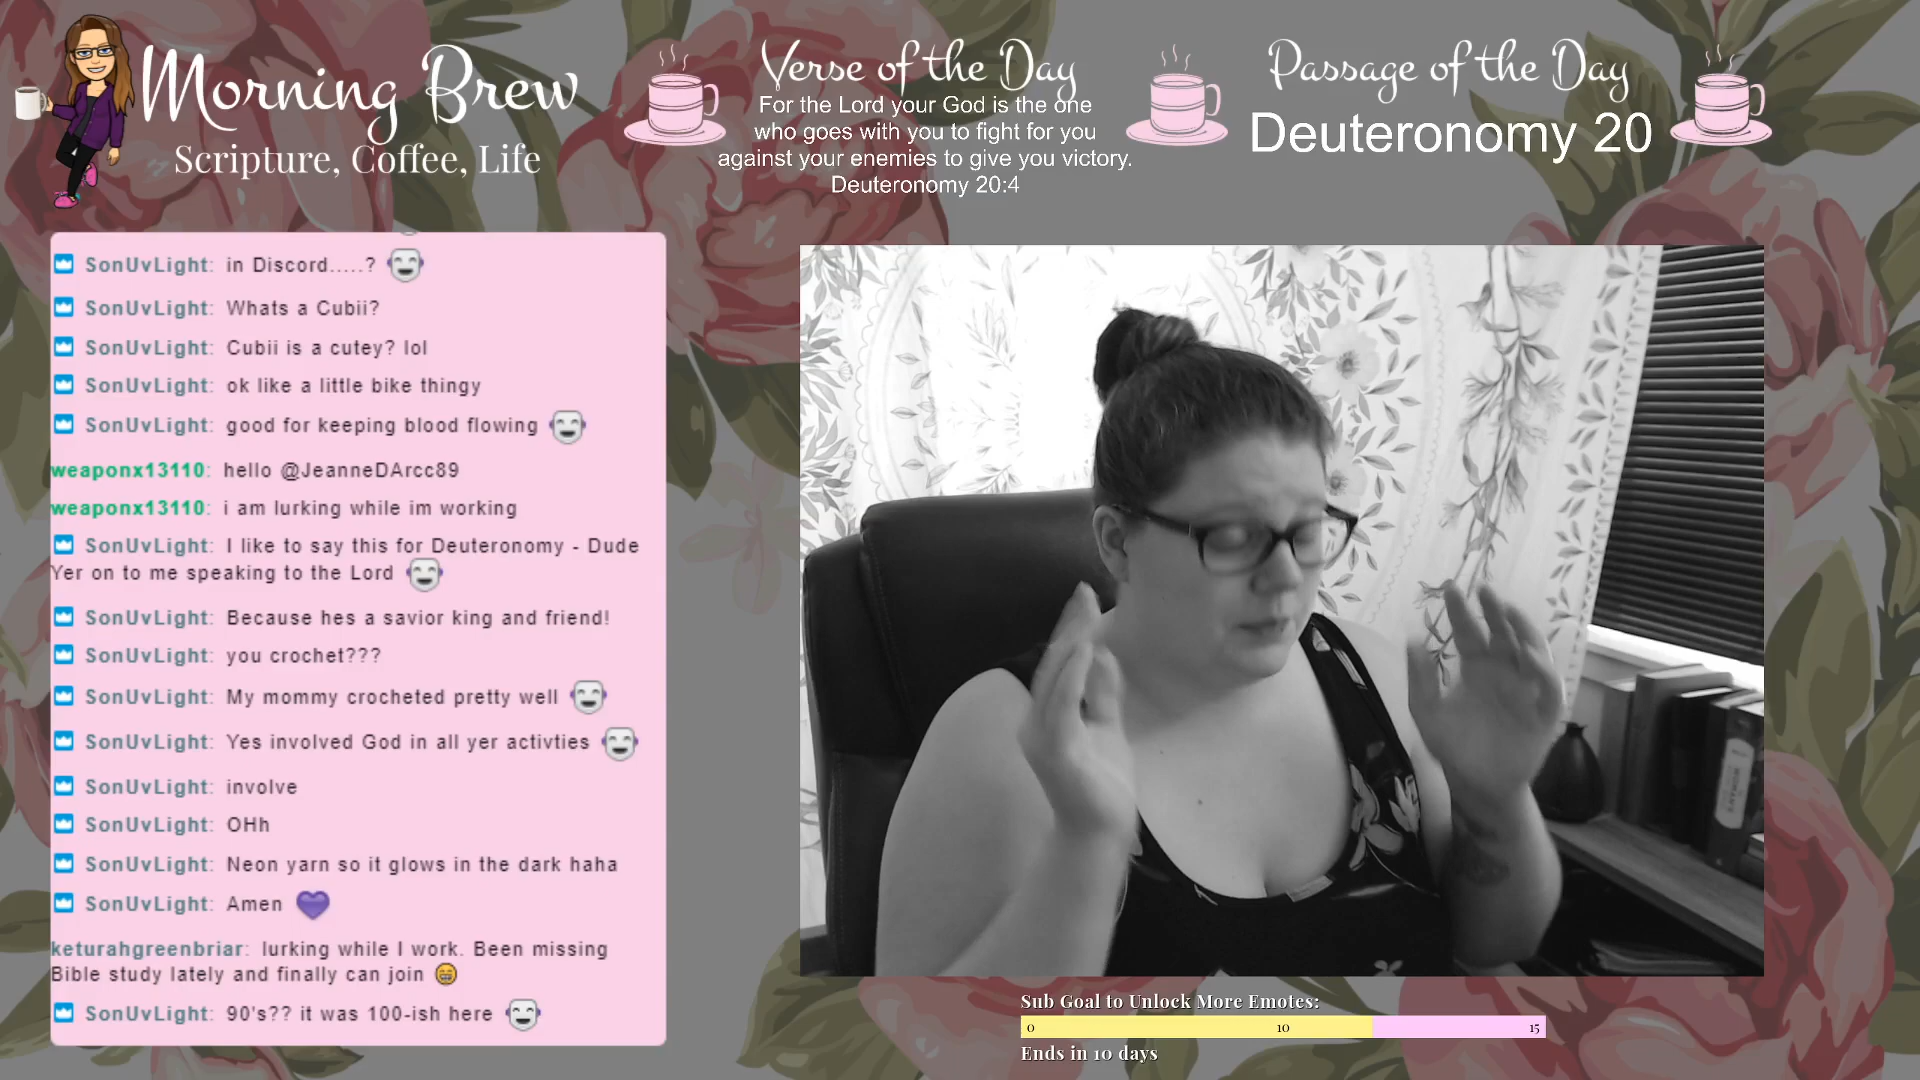 Morning Brew
Scripture, Coffee, Life
Verse of the Day
For the Lord your God is the one
who goes with you to fight for you
against your enemies to give you victory.
Deuteronomy 20:4
Passage of the Day
Deuteronomy 20
SonUvLight: in Discord.....?
SonUvLight: Whats a Cubii?
SonUvLight: Cubii is a cutey? lol
SonUvLight: ok like a little bike thingy
SonUvLight: good for keeping blood flowing
weaponx13110: hello @JeanneDArcc89
weaponx13110: i am lurking while im working
SonUvLight: I like to say this for Deuteronomy - Dude
Yer on to me speaking to the Lord
SonUvLight: Because hes a savior king and friend!
SonUvLight: you crochet???
SonUvLight: My mommy crocheted pretty well
SonUvLight: Yes involved God in all yer activties
SonUvLight: involve
SonUvLight: OHh
SonUvLight: Neon yarn so it glows in the dark haha
SonUvLight: Amen 💜
keturahgreenbriar: lurking while I work. Been missing
Bible study lately and finally can join 😁
SonUvLight: 90's?? it was 100-ish here
Sub Goal to Unlock More Emotes:
0 10 15
Ends in 10 days